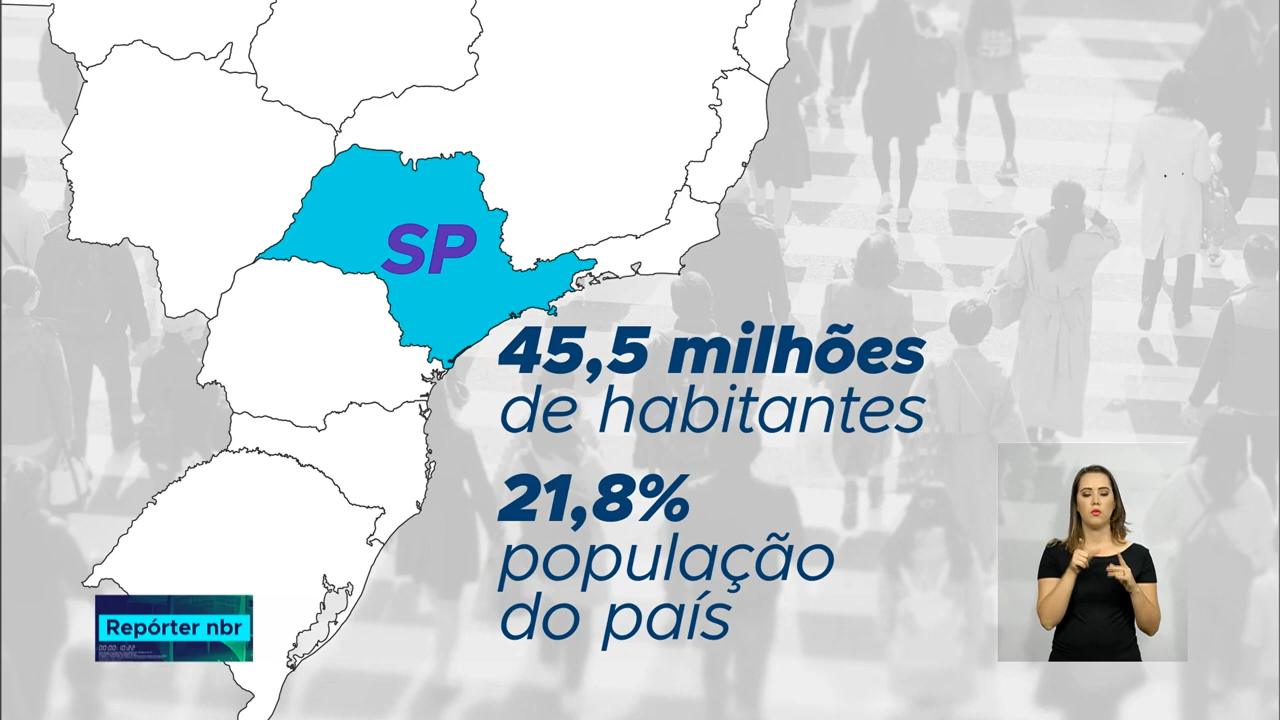 SP
45,5 milhões
de habitantes
21,8%
população
do país
Repórter nbr